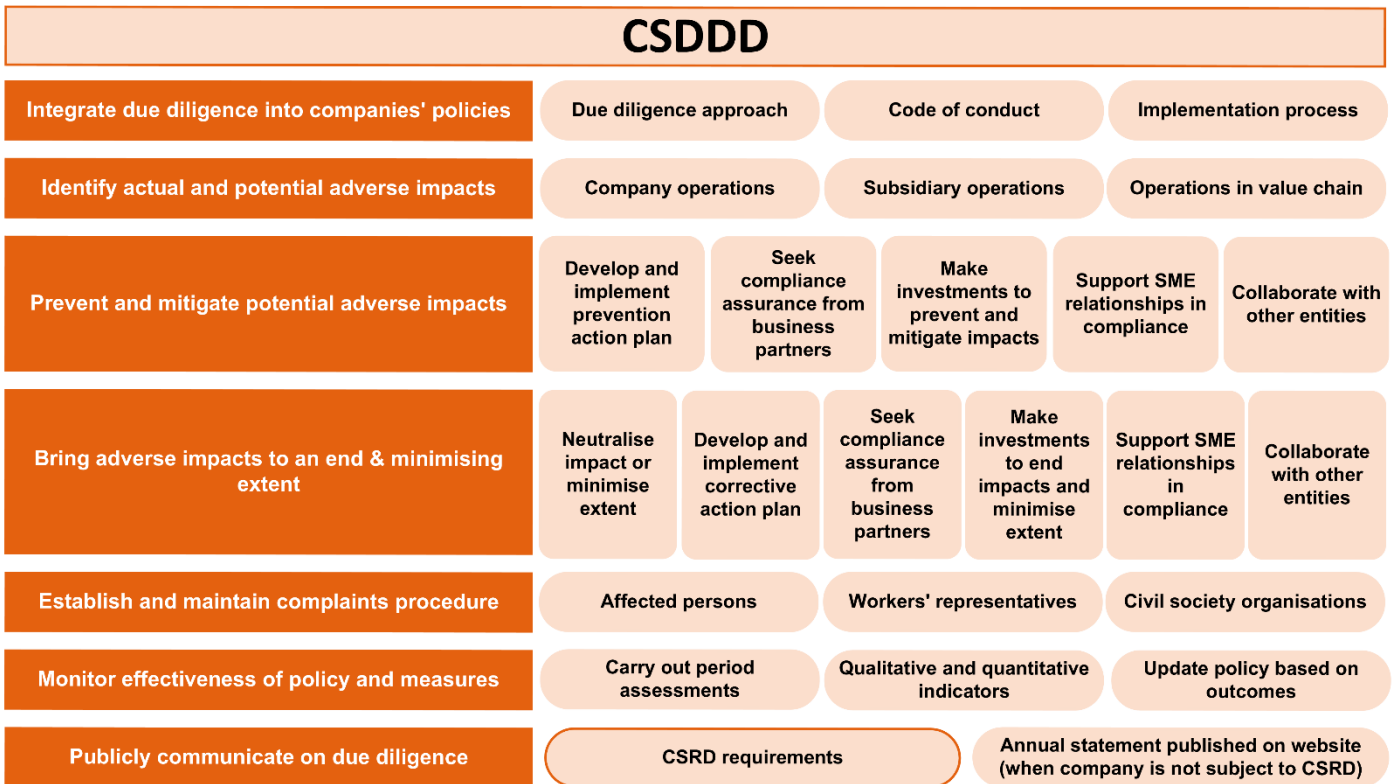 CSDDD
Integrate due diligence into companies' policies
Due diligence approach
Code of conduct
Implementation process
Identify actual and potential adverse impacts
Company operations
Subsidiary operations
Operations in value chain
Prevent and mitigate potential adverse impacts
Develop and
implement
prevention
action plan
Seek
compliance
assurance from
business
partners
Make
investments to
prevent and
mitigate impacts
Support SME
relationships in
compliance
Collaborate with
other entities
Bring adverse impacts to an end & minimising
extent
Neutralise
impact or
minimise
extent
Develop and
implement
corrective
action plan
Seek
compliance
assurance
from
business
partners
Make
investments
to end
impacts and
minimise
extent
Support SME
relationships
in
compliance
Collaborate
with other
entities
Establish and maintain complaints procedure
Affected persons
Workers' representatives
Civil society organisations
Monitor effectiveness of policy and measures
Carry out period
assessments
Qualitative and quantitative
indicators
Update policy based on
outcomes
Publicly communicate on due diligence
CSRD requirements
Annual statement published on website
(when company is not subject to CSRD)